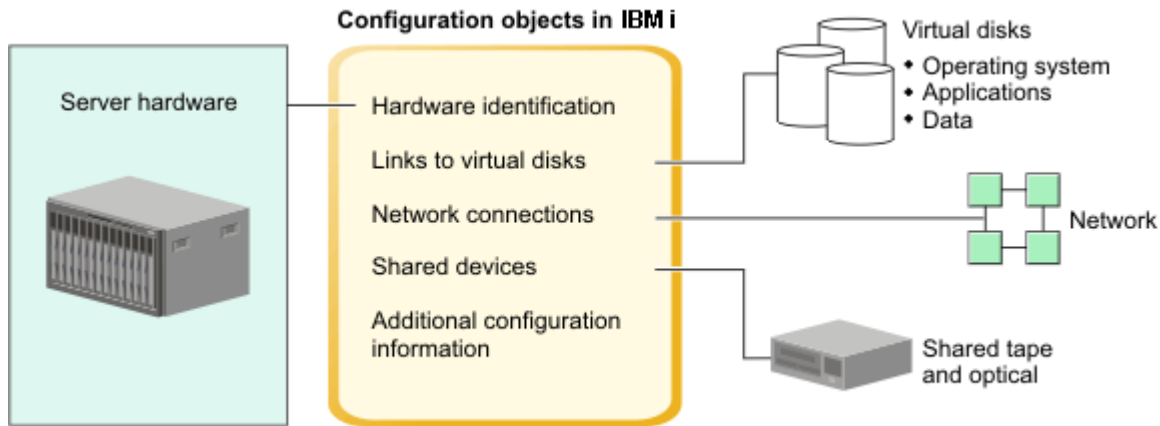 Configuration objects in IBM i
Server hardware
Hardware identification
Links to virtual disks
Network connections
Shared devices
Additional configuration
information
Virtual disks
• Operating system
• Applications
• Data
Network
Shared tape
and optical